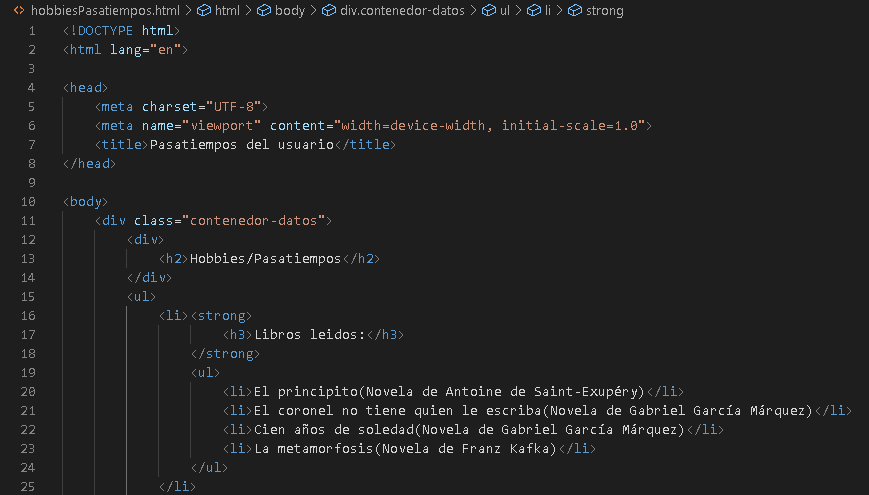 hobbiesPasatiempos.html > html > body > div.contenedor-datos > ul > li > strong
1 <!DOCTYPE html>
2 <html lang="en">
3
4 <head>
5 <meta charset="UTF-8">
6 <meta name="viewport" content="width=device-width, initial-scale=1.0">
7 <title>Pasatiempos del usuario</title>
8 </head>
9
10 <body>
11 <div class="contenedor-datos">
12 <div>
13 <h2>Hobbies/Pasatiempos</h2>
14 </div>
15 <ul>
16 <li><strong>
17 <h3>Libros leidos:</h3>
18 </strong>
19 <ul>
20 <li>El principito(Novela de Antoine de Saint-Exupéry)</li>
21 <li>El coronel no tiene quien le escriba(Novela de Gabriel García Márquez)</li>
22 <li>Cien años de soledad(Novela de Gabriel García Márquez)</li>
23 <li>La metamorfosis(Novela de Franz Kafka)</li>
24 </ul>
25 </li>